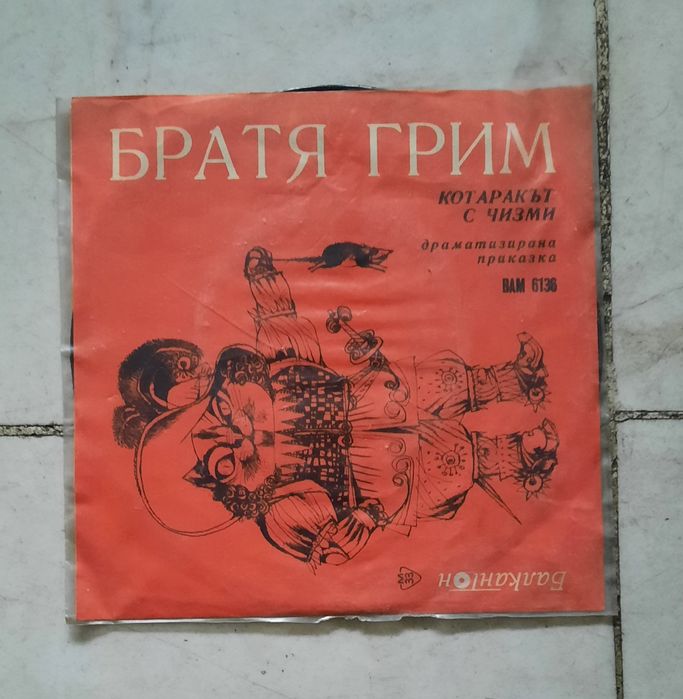 БРАТЯ ГРИМ
КОТАРАКЪТ
С ЧИЗМИ
драматизирана
приказка
ВАМ 6136
Балкантон
М
33